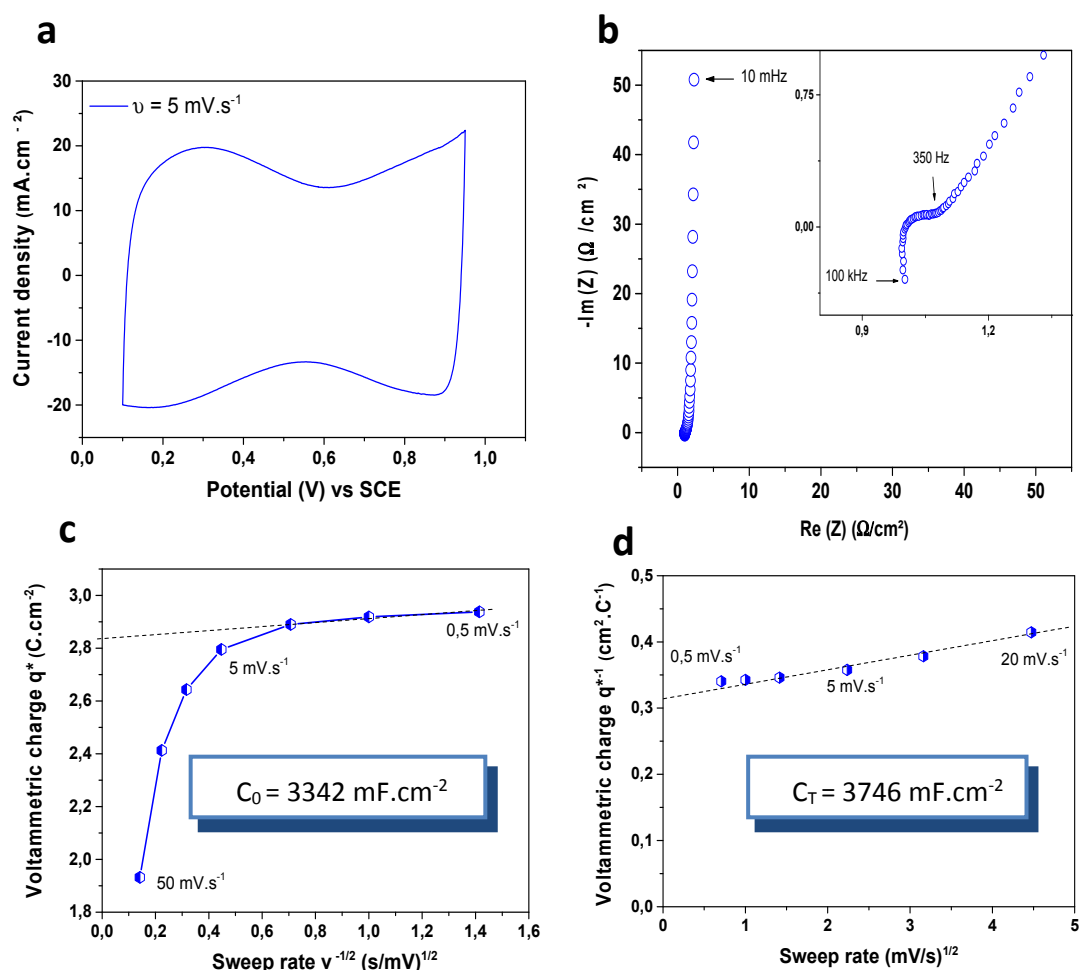 a
30
20
10
0
-10
-20
0,0
0,2
0,4
0,6
0,8
1,0
υ = 5 mV.s⁻¹
Current density (mA.cm⁻²)
Potential (V) vs SCE
b
50
40
30
20
10
0
0
10
20
30
40
50
10 mHz
-Im (Z) (Ω /cm²)
Re (Z) (Ω/cm²)
0,75
0,00
0,9
1,2
350 Hz
100 kHz
c
3,0
2,8
2,6
2,4
2,2
2,0
1,8
0,0
0,2
0,4
0,6
0,8
1,0
1,2
1,4
0,5 mV.s⁻¹
5 mV.s⁻¹
50 mV.s⁻¹
C₀ = 3342 mF.cm⁻²
Voltammetric charge q* (C.cm⁻²)
Sweep rate v⁻¹/² (s/mV)¹/²
d
0,5
0,4
0,3
0,2
0,1
0,0
0
1
2
3
4
5
0,5 mV.s⁻¹
5 mV.s⁻¹
20 mV.s⁻¹
C_T = 3746 mF.cm⁻²
Voltammetric charge q*⁻¹ (cm².C⁻¹)
Sweep rate (mV/s)¹/²